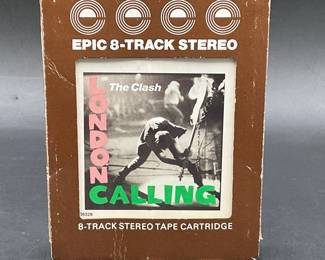 EPIC 8-TRACK STEREO
The Clash
LONDON
CALLING
8-TRACK STEREO TAPE CARTRIDGE